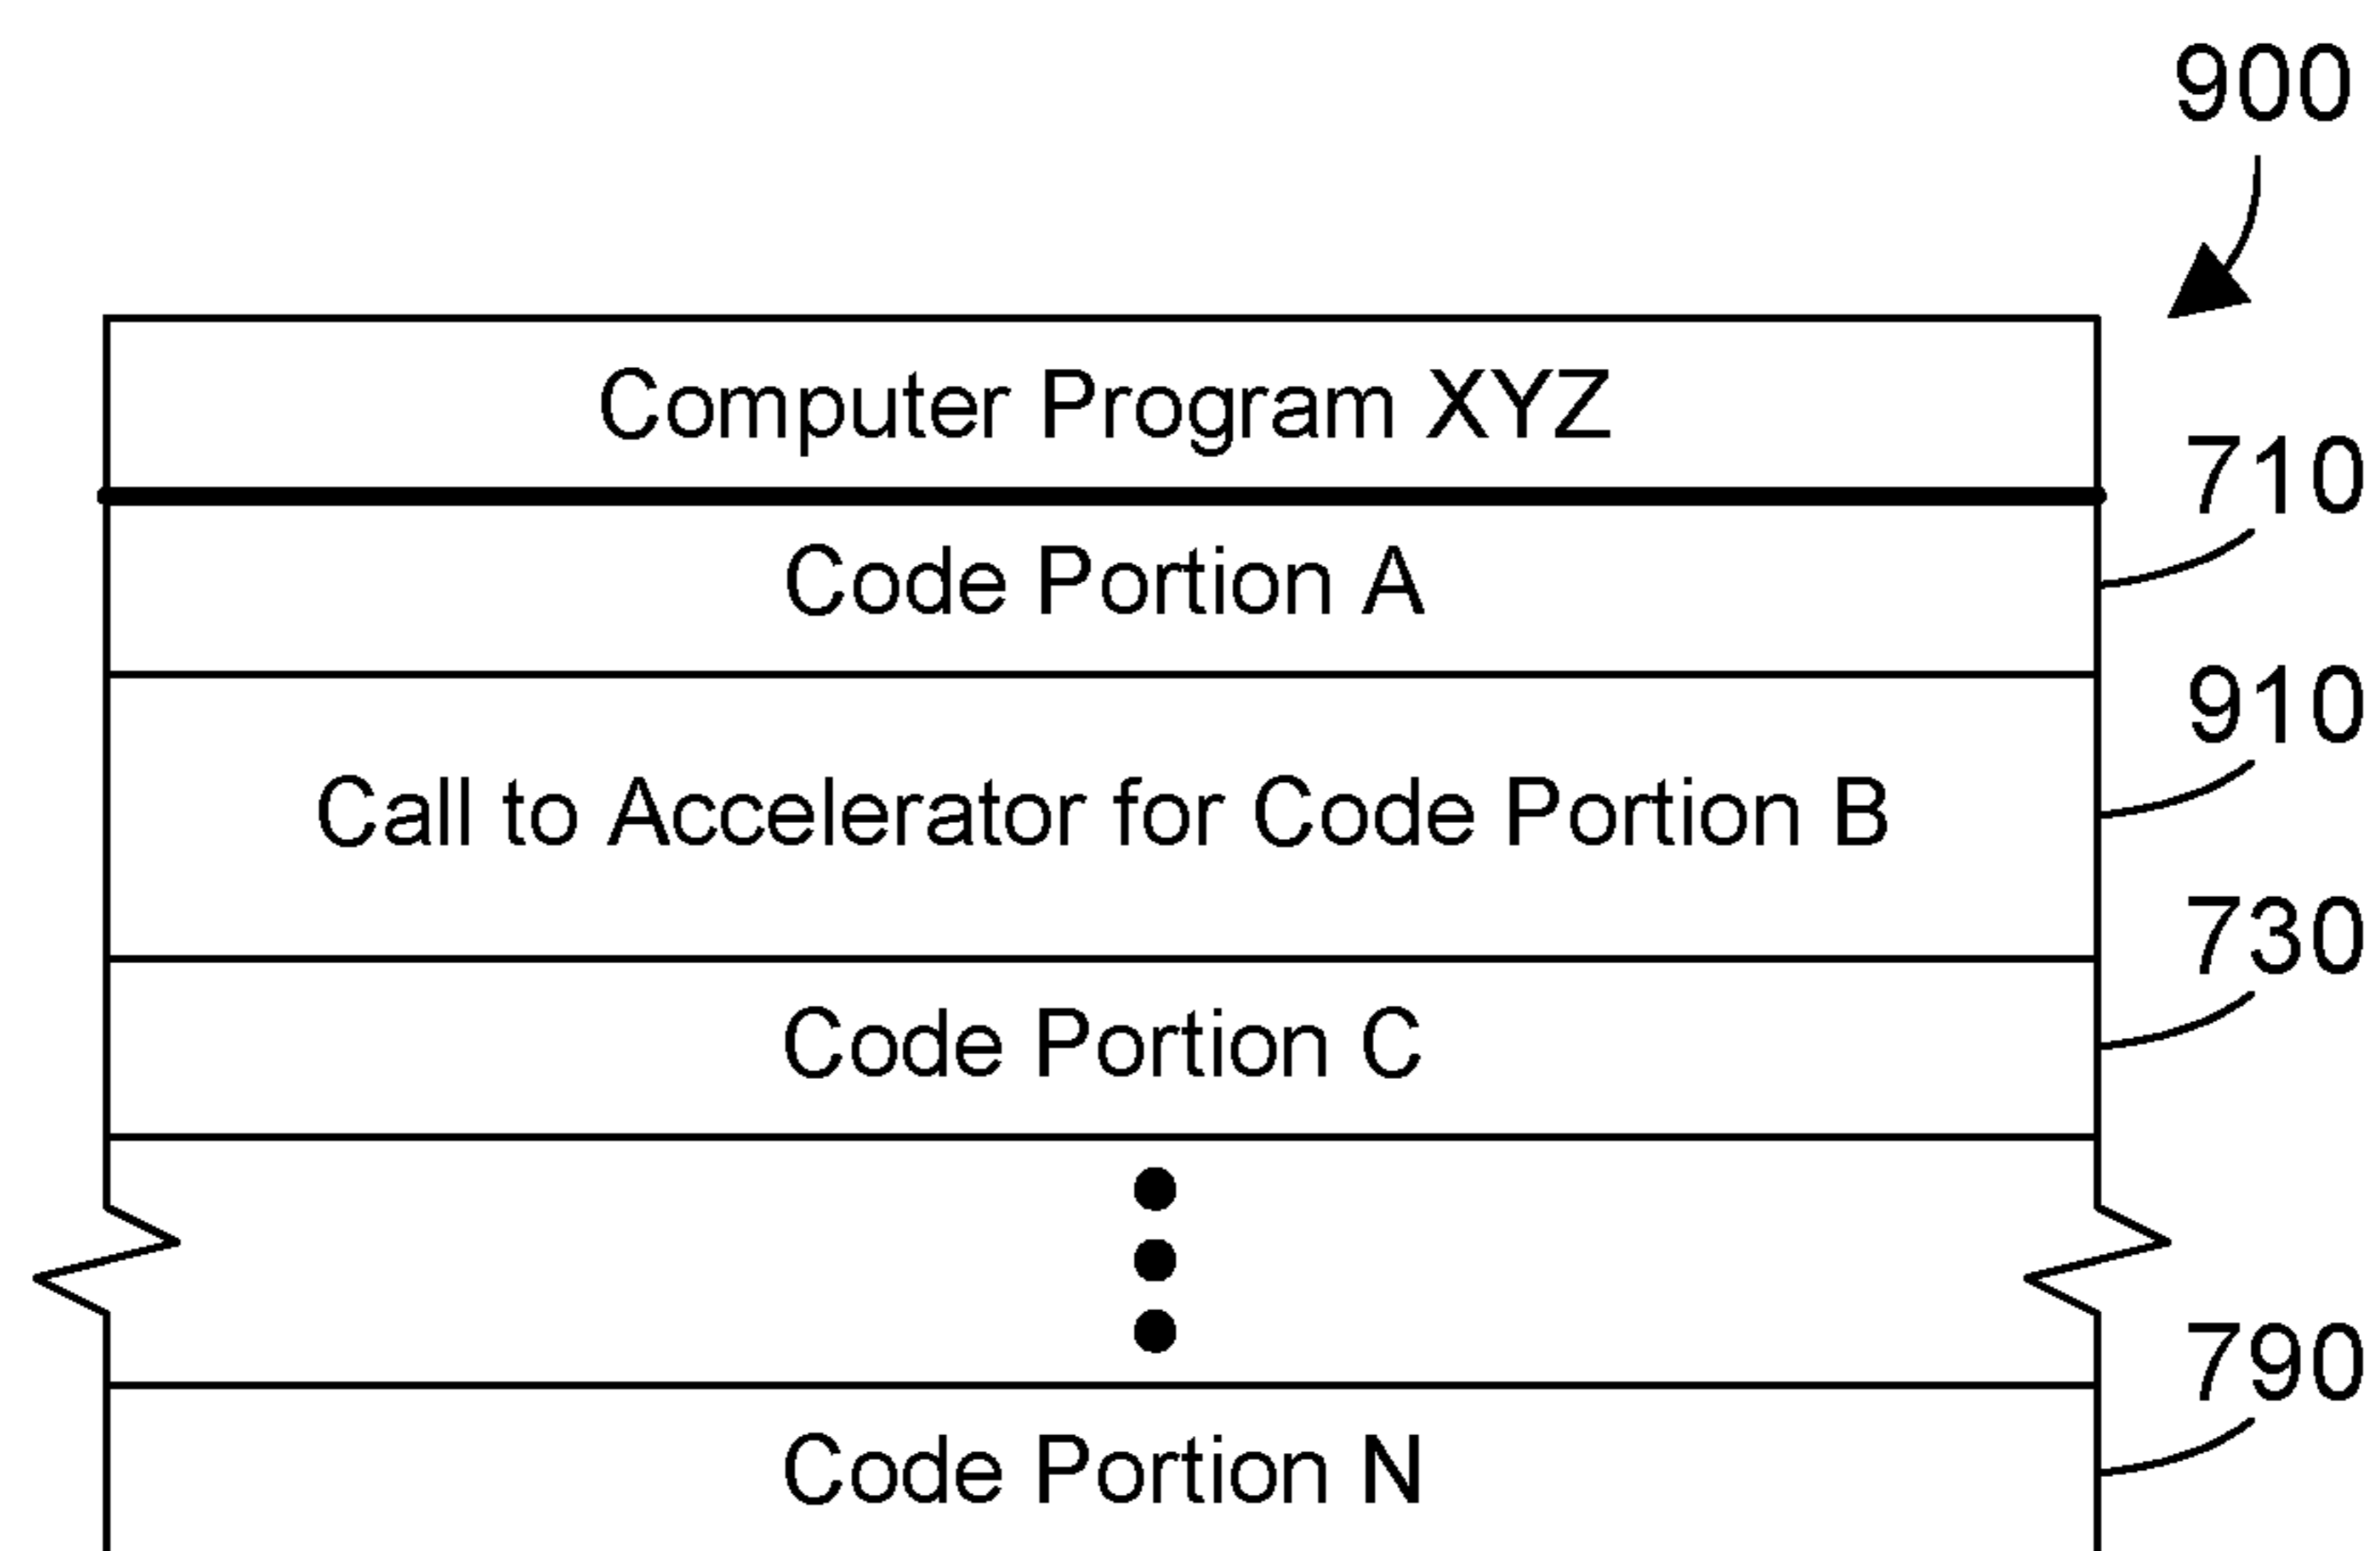 900
Computer Program XYZ
710
Code Portion A
910
Call to Accelerator for Code Portion B
730
Code Portion C
790
Code Portion N